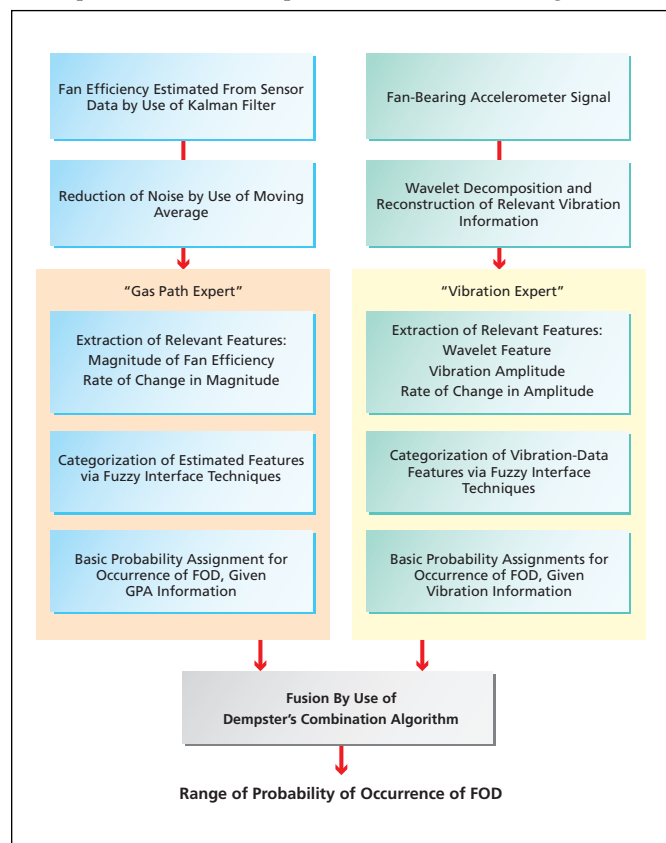 Fan Efficiency Estimated From Sensor
Data by Use of Kalman Filter
Reduction of Noise by Use of Moving
Average
"Gas Path Expert"
Extraction of Relevant Features:
Magnitude of Fan Efficiency
Rate of Change in Magnitude
Categorization of Estimated Features
via Fuzzy Interface Techniques
Basic Probability Assignment for
Occurrence of FOD, Given
GPA Information
Fan-Bearing Accelerometer Signal
Wavelet Decomposition and
Reconstruction of Relevant Vibration
Information
"Vibration Expert"
Extraction of Relevant Features:
Wavelet Feature
Vibration Amplitude
Rate of Change in Amplitude
Categorization of Vibration-Data
Features via Fuzzy Interface
Techniques
Basic Probability Assignments for
Occurrence of FOD, Given
Vibration Information
Fusion By Use of
Dempster's Combination Algorithm
Range of Probability of Occurrence of FOD